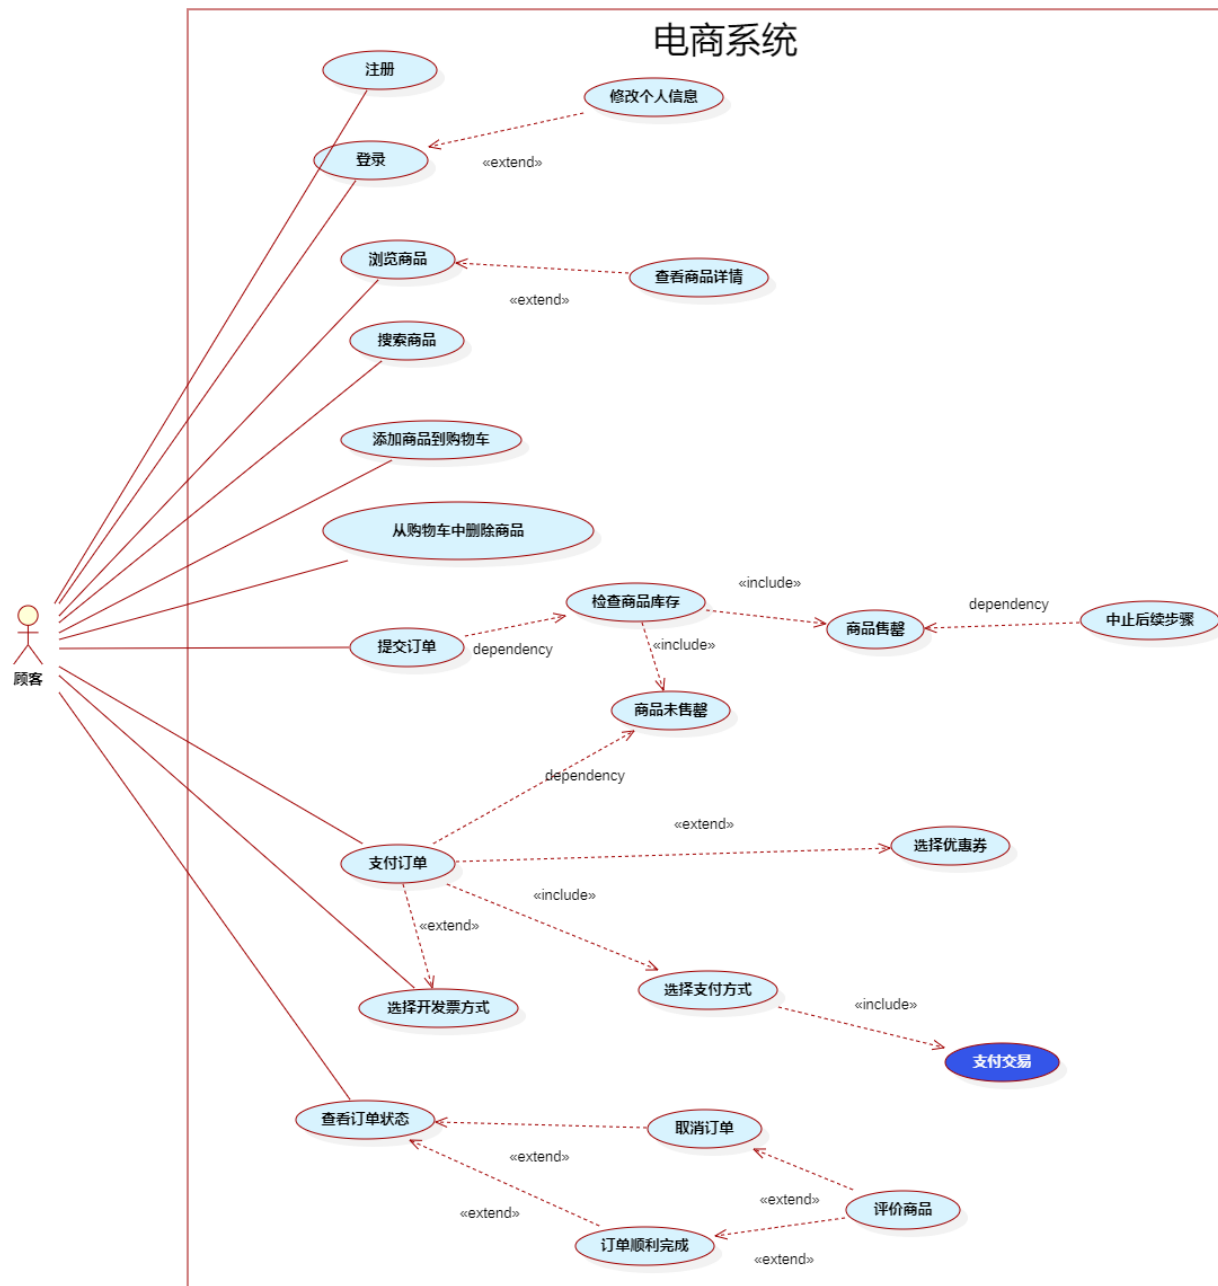 电商系统
注册
修改个人信息
登录
«extend»
浏览商品
查看商品详情
«extend»
搜索商品
添加商品到购物车
从购物车中删除商品
«include»
检查商品库存
dependency
中止后续步骤
商品售罄
提交订单
dependency
«include»
顾客
商品未售罄
dependency
«extend»
选择优惠券
支付订单
«include»
«extend»
选择支付方式
选择开发票方式
«include»
支付交易
查看订单状态
取消订单
«extend»
«extend»
评价商品
«extend»
订单顺利完成
«extend»